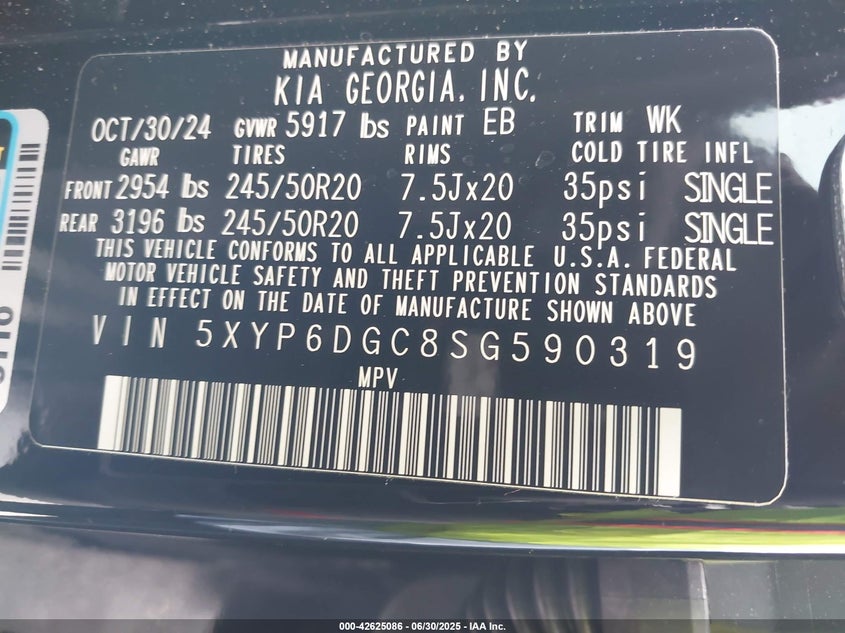 MANUFACTURED BY
KIA GEORGIA, INC.
OCT/30/24 GVWR 5917 lbs PAINT EB TRIM WK
GAWR TIRES RIMS COLD TIRE INFL
FRONT 2954 lbs 245/50R20 7.5Jx20 35psi SINGLE
REAR 3196 lbs 245/50R20 7.5Jx20 35psi SINGLE
THIS VEHICLE CONFORMS TO ALL APPLICABLE U.S.A. FEDERAL
MOTOR VEHICLE SAFETY AND THEFT PREVENTION STANDARDS
IN EFFECT ON THE DATE OF MANUFACTURE SHOWN ABOVE
VIN 5XYP6DGC8SG590319
MPV
000-42625086 - 06/30/2025 - IAA Inc.